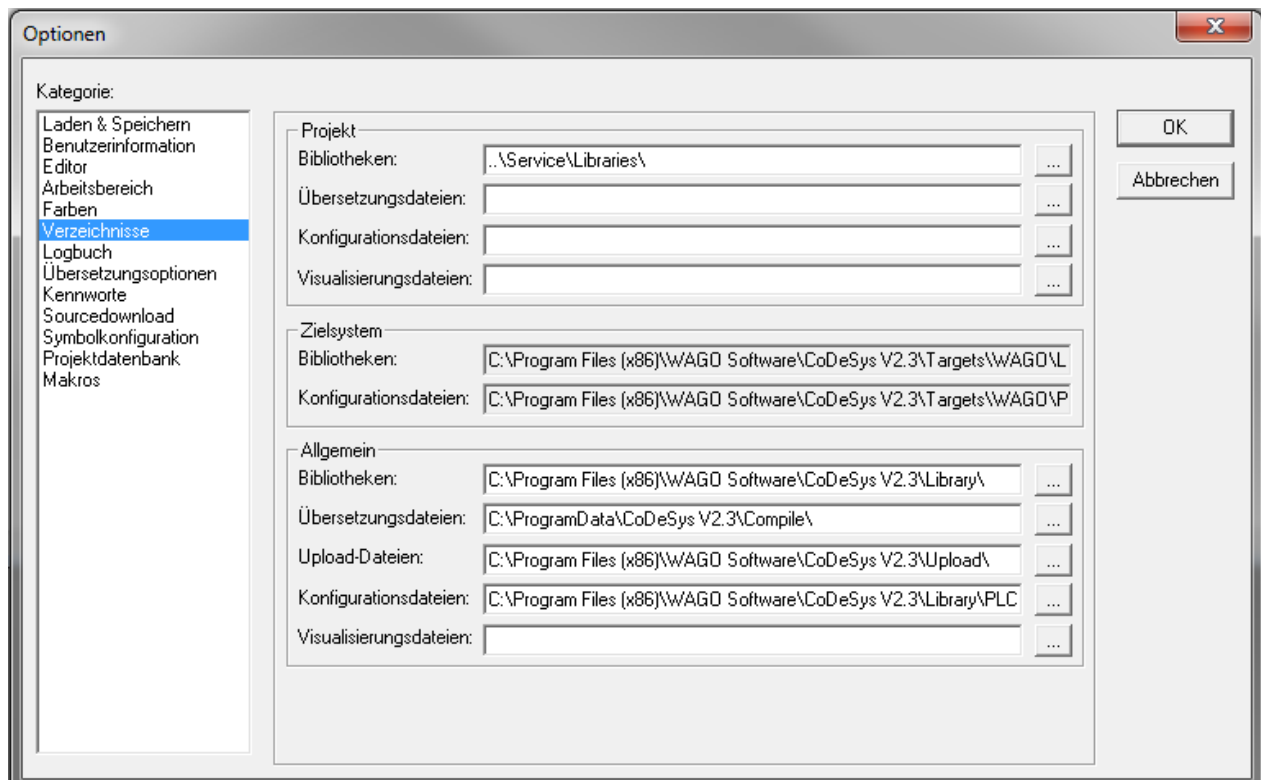 Optionen
Kategorie:
Laden & Speichern
Benutzerinformation
Editor
Arbeitsbereich
Farben
Verzeichnisse
Logbuch
Übersetzungsoptionen
Kennworte
Sourcedownload
Symbolkonfiguration
Projektdatenbank
Makros
Projekt
Bibliotheken: ..\Service\Libraries\ ...
Übersetzungsdateien: ...
Konfigurationsdateien: ...
Visualisierungsdateien: ...
Zielsystem
Bibliotheken: C:\Program Files (x86)\WAGO Software\CoDeSys V2.3\Targets\WAGO\L
Konfigurationsdateien: C:\Program Files (x86)\WAGO Software\CoDeSys V2.3\Targets\WAGO\P
Allgemein
Bibliotheken: C:\Program Files (x86)\WAGO Software\CoDeSys V2.3\Library\ ...
Übersetzungsdateien: C:\ProgramData\CoDeSys V2.3\Compile\ ...
Upload-Dateien: C:\Program Files (x86)\WAGO Software\CoDeSys V2.3\Upload\ ...
Konfigurationsdateien: C:\Program Files (x86)\WAGO Software\CoDeSys V2.3\Library\PLC ...
Visualisierungsdateien: ...
OK
Abbrechen